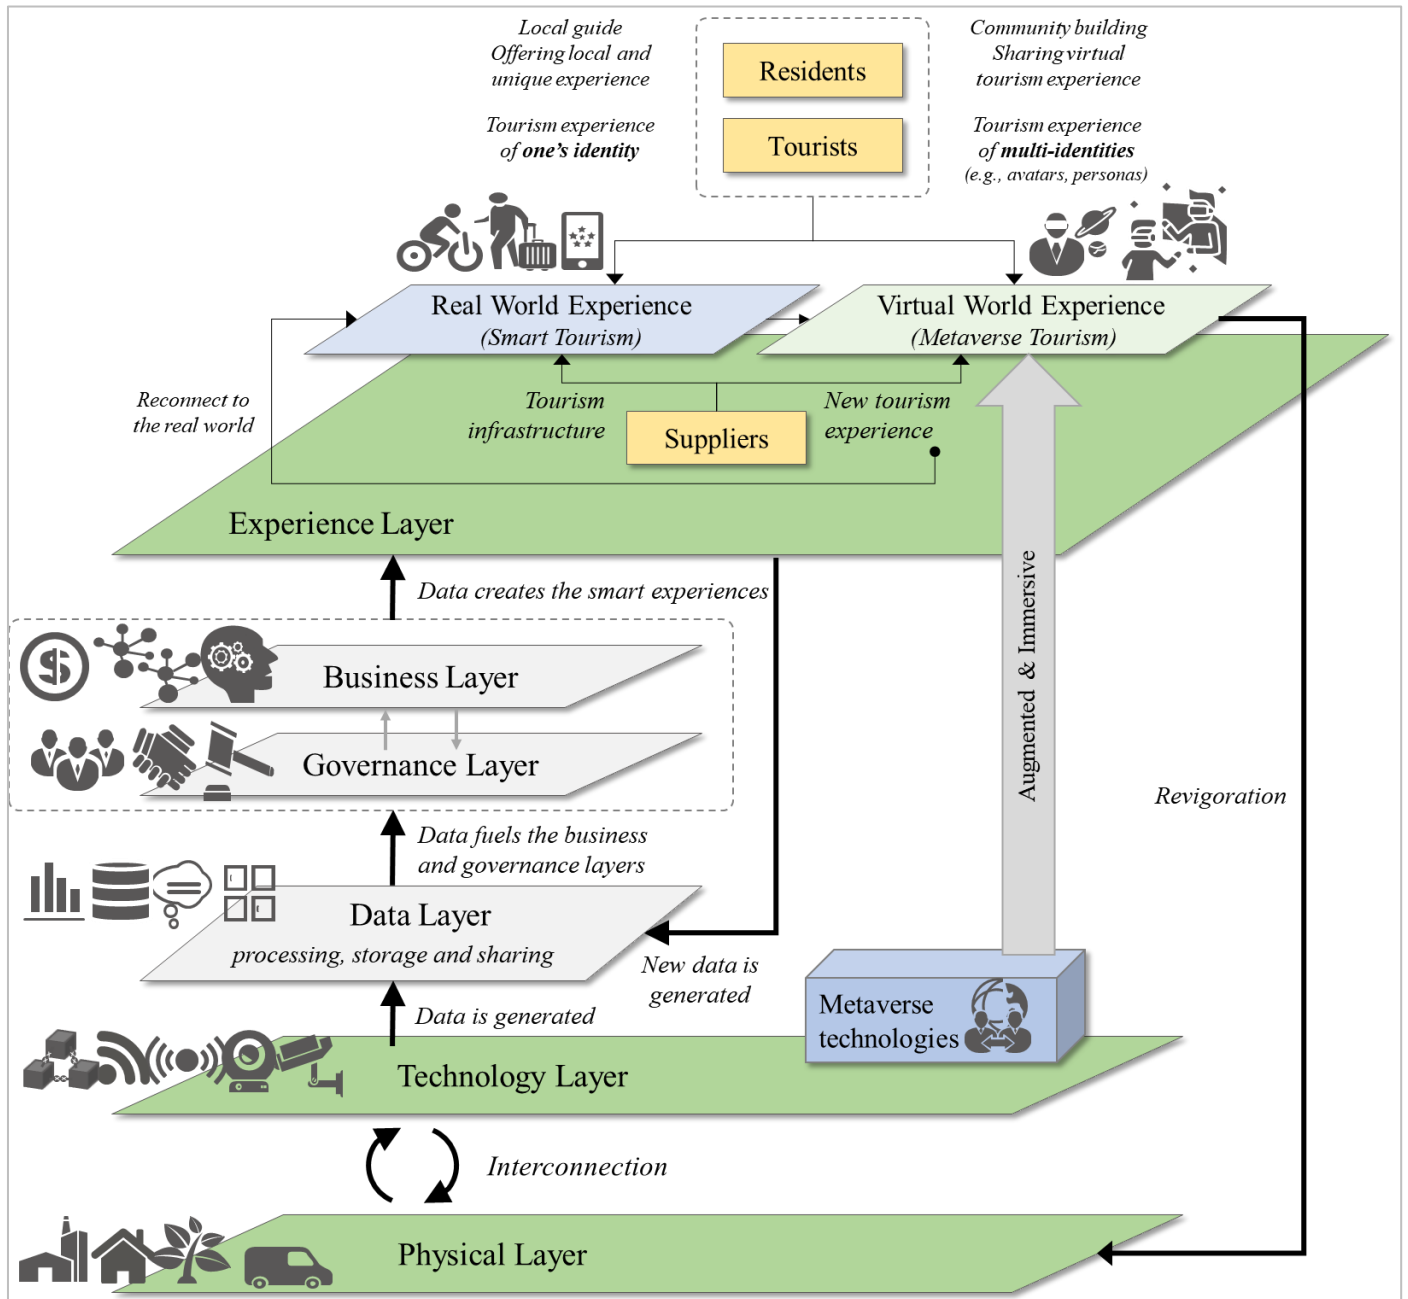 Local guide
Offering local and
unique experience
Tourism experience
of one's identity
Residents
Tourists
Community building
Sharing virtual
tourism experience
Tourism experience
of multi-identities
(e.g., avatars, personas)
Real World Experience
(Smart Tourism)
Virtual World Experience
(Metaverse Tourism)
Reconnect to
the real world
Tourism
infrastructure
Suppliers
New tourism
experience
Experience Layer
Data creates the smart experiences
Business Layer
Governance Layer
Augmented & Immersive
Revigoration
Data fuels the business
and governance layers
Data Layer
processing, storage and sharing
New data is
generated
Data is generated
Metaverse
technologies
Technology Layer
Interconnection
Physical Layer